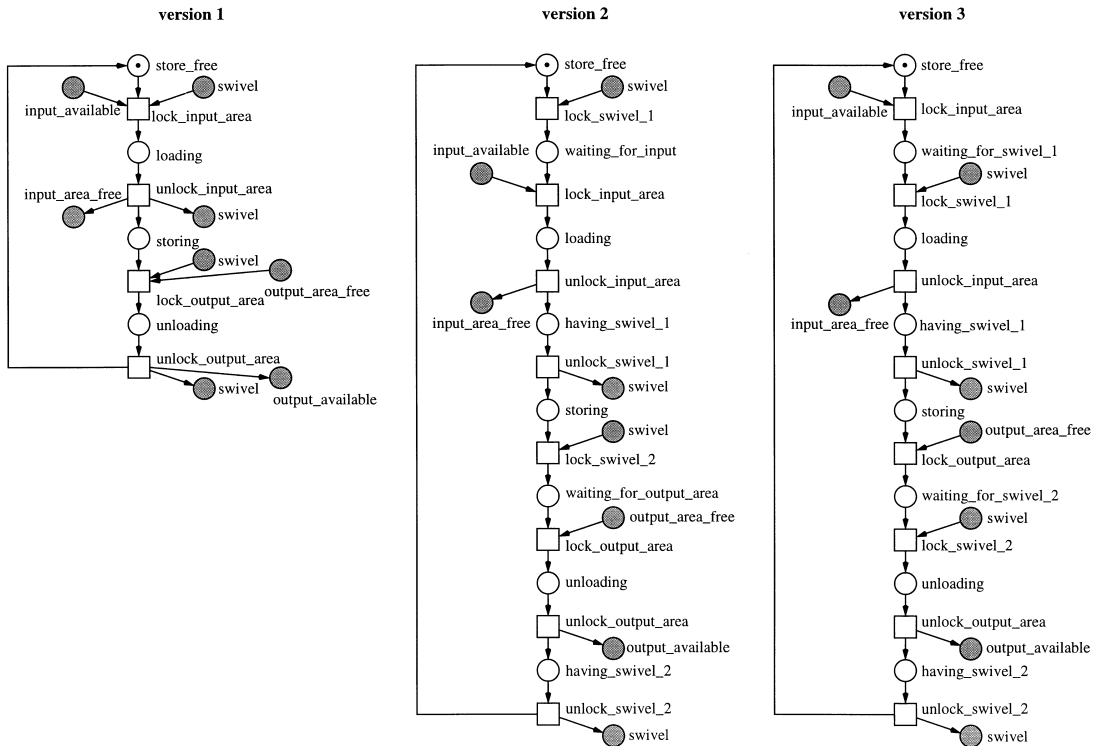 version 1
store_free
swivel
input_available
lock_input_area
loading
unlock_input_area
input_area_free
swivel
storing
swivel
output_area_free
lock_output_area
unloading
unlock_output_area
swivel
output_available
version 2
store_free
swivel
lock_swivel_1
input_available
waiting_for_input
lock_input_area
loading
unlock_input_area
input_area_free
having_swivel_1
unlock_swivel_1
swivel
storing
swivel
lock_swivel_2
waiting_for_output_area
output_area_free
lock_output_area
unloading
unlock_output_area
output_available
having_swivel_2
unlock_swivel_2
swivel
version 3
store_free
input_available
lock_input_area
waiting_for_swivel_1
swivel
lock_swivel_1
loading
unlock_input_area
input_area_free
having_swivel_1
unlock_swivel_1
swivel
storing
output_area_free
lock_output_area
waiting_for_swivel_2
swivel
lock_swivel_2
unloading
unlock_output_area
output_available
having_swivel_2
unlock_swivel_2
swivel